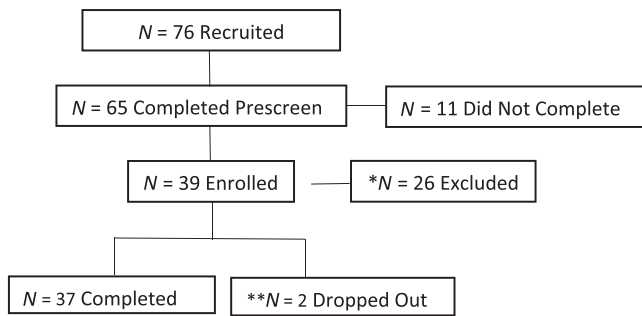 N = 76 Recruited
N = 65 Completed Prescreen
N = 11 Did Not Complete
N = 39 Enrolled
*N = 26 Excluded
N = 37 Completed
**N = 2 Dropped Out